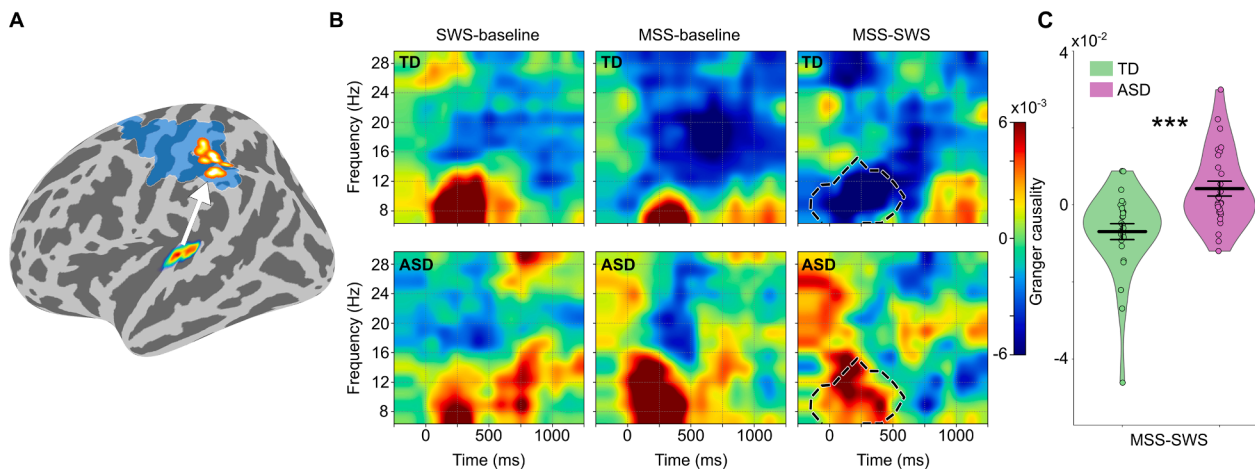 A
B
C
SWS-baseline
MSS-baseline
MSS-SWS
TD
TD
TD
Frequency (Hz)
28
24
20
16
12
8
ASD
ASD
ASD
Frequency (Hz)
28
24
20
16
12
8
0
500
1000
0
500
1000
0
500
1000
Time (ms)
Time (ms)
Time (ms)
x10⁻³
6
0
-6
Granger causality
x10⁻²
4
0
-4
TD
ASD
***
MSS-SWS